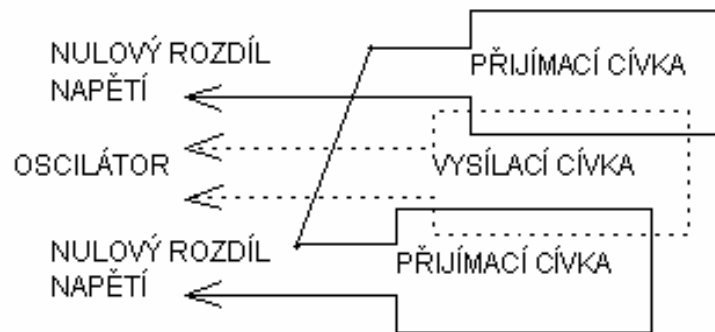 NULOVÝ ROZDÍL
NAPĚTÍ
PŘIJÍMACÍ CÍVKA
OSCILÁTOR
VYSÍLACÍ CÍVKA
NULOVÝ ROZDÍL
NAPĚTÍ
PŘIJÍMACÍ CÍVKA